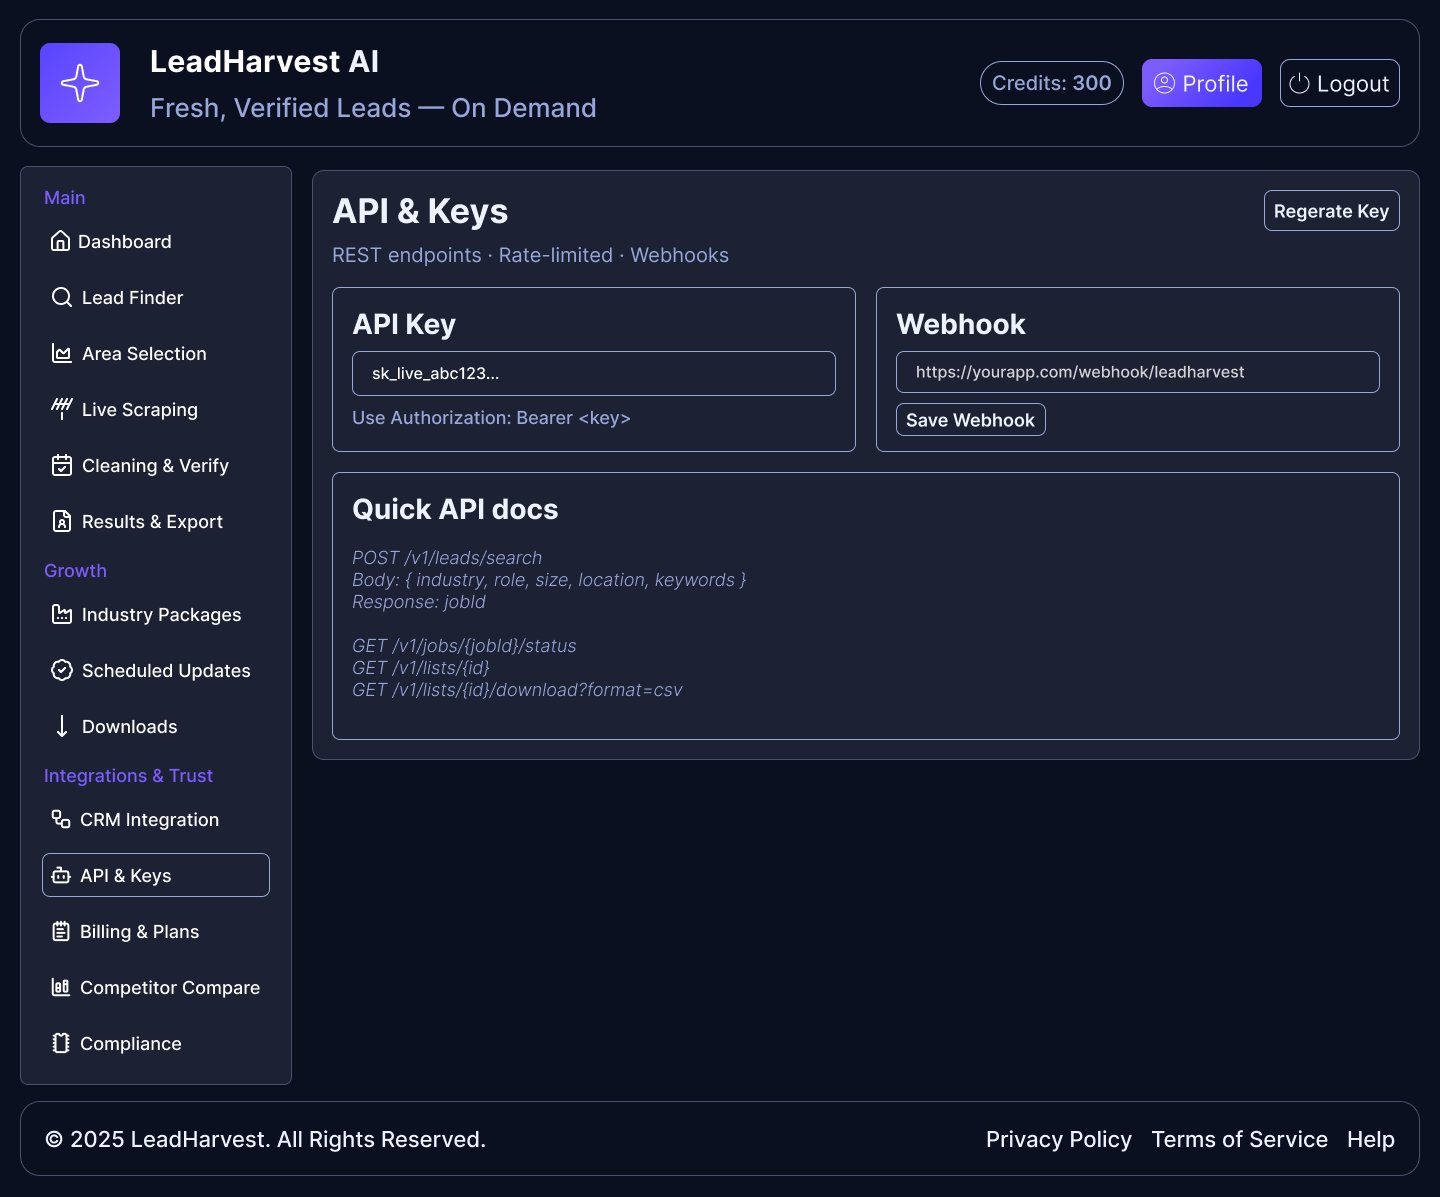 LeadHarvest AI
Fresh, Verified Leads — On Demand
Credits: 300
Profile
Logout
Main
Dashboard
Lead Finder
Area Selection
Live Scraping
Cleaning & Verify
Results & Export
Growth
Industry Packages
Scheduled Updates
Downloads
Integrations & Trust
CRM Integration
API & Keys
Billing & Plans
Competitor Compare
Compliance
API & Keys
Regerate Key
REST endpoints · Rate-limited · Webhooks
API Key
sk_live_abc123...
Use Authorization: Bearer <key>
Webhook
https://yourapp.com/webhook/leadharvest
Save Webhook
Quick API docs
POST /v1/leads/search
Body: { industry, role, size, location, keywords }
Response: jobId
GET /v1/jobs/{jobId}/status
GET /v1/lists/{id}
GET /v1/lists/{id}/download?format=csv
© 2025 LeadHarvest. All Rights Reserved.
Privacy Policy
Terms of Service
Help